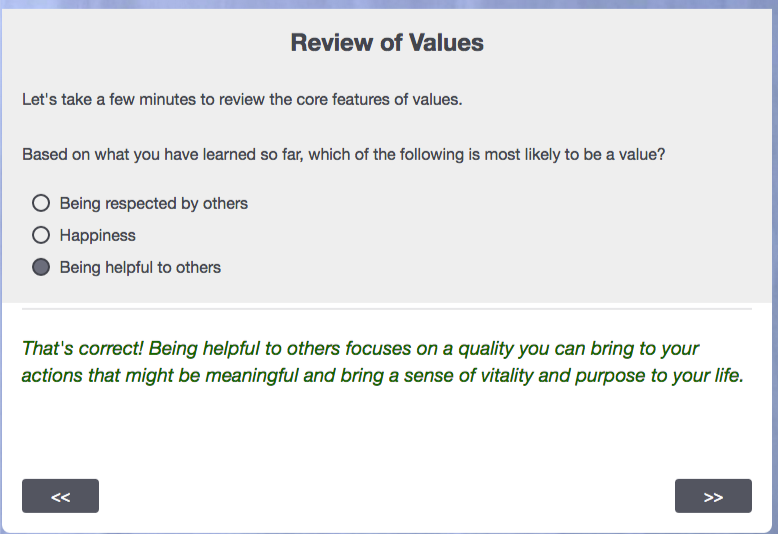 Review of Values
Let's take a few minutes to review the core features of values.
Based on what you have learned so far, which of the following is most likely to be a value?
Being respected by others
Happiness
Being helpful to others
That's correct! Being helpful to others focuses on a quality you can bring to your
actions that might be meaningful and bring a sense of vitality and purpose to your life.
<< >>